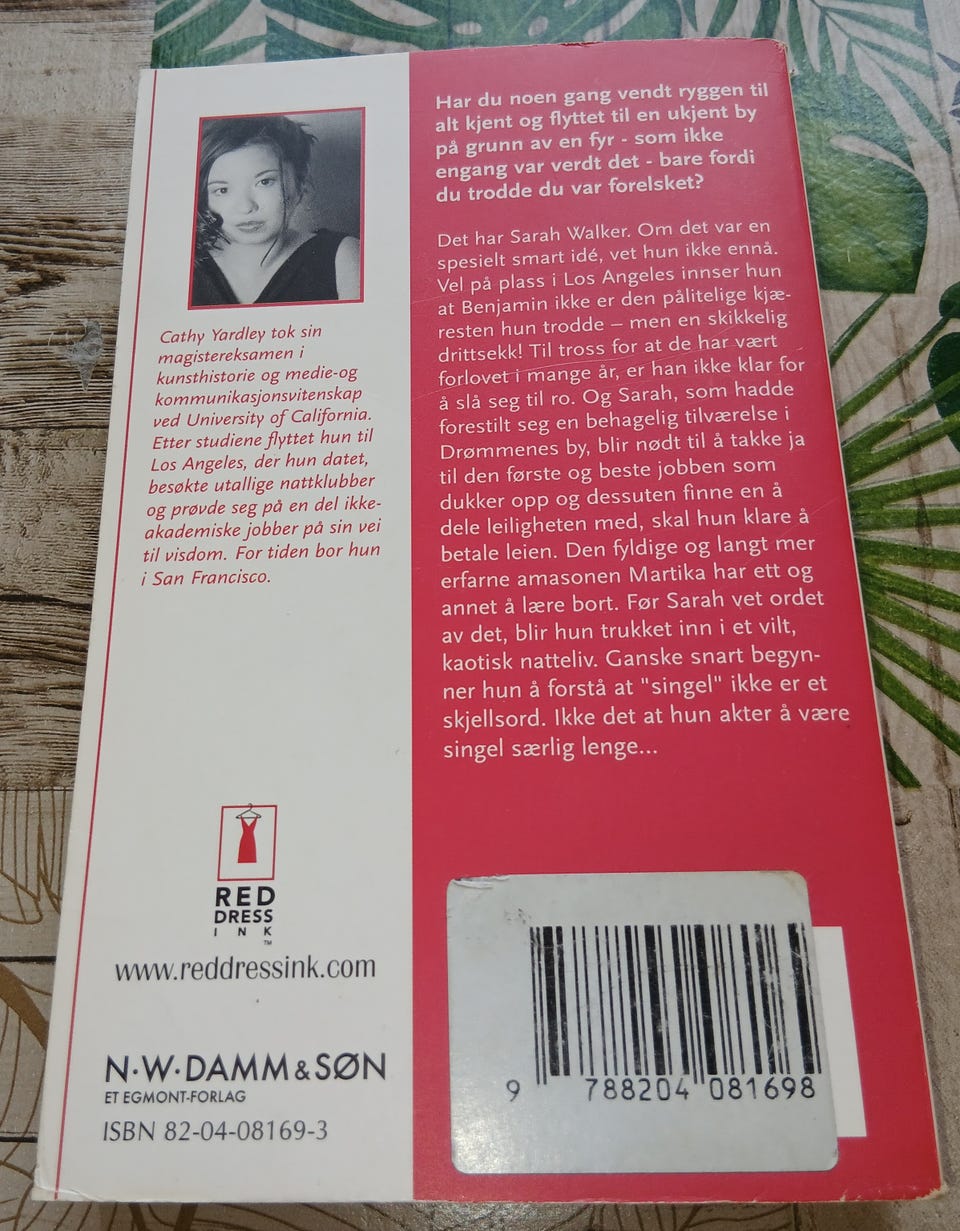 Cathy Yardley tok sin
magistereksamen i
kunsthistorie og medie-og
kommunikasjonsvitenskap
ved University of California.
Etter studiene flyttet hun til
Los Angeles, der hun datet,
besøkte utallige nattklubber
og prøvde seg på en del ikke-
akademiske jobber på sin vei
til visdom. For tiden bor hun
i San Francisco.
RED
DRESS
INK
™
www.reddressink.com
N·W·DAMM & SØN
ET EGMONT-FORLAG
ISBN 82-04-08169-3
Har du noen gang vendt ryggen til
alt kjent og flyttet til en ukjent by
på grunn av en fyr - som ikke
engang var verdt det - bare fordi
du trodde du var forelsket?
Det har Sarah Walker. Om det var en
spesielt smart idé, vet hun ikke ennå.
Vel på plass i Los Angeles innser hun
at Benjamin ikke er den pålitelige kjæ-
resten hun trodde – men en skikkelig
drittsekk! Til tross for at de har vært
forlovet i mange år, er han ikke klar for
å slå seg til ro. Og Sarah, som hadde
forestilt seg en behagelig tilværelse i
Drømmenes by, blir nødt til å takke ja
til den første og beste jobben som
dukker opp og dessuten finne en å
dele leiligheten med, skal hun klare å
betale leien. Den fyldige og langt mer
erfarne amasonen Martika har ett og
annet å lære bort. Før Sarah vet ordet
av det, blir hun trukket inn i et vilt,
kaotisk natteliv. Ganske snart begyn-
ner hun å forstå at "singel" ikke er et
skjellsord. Ikke det at hun akter å være
singel særlig lenge...
9 788204 081698